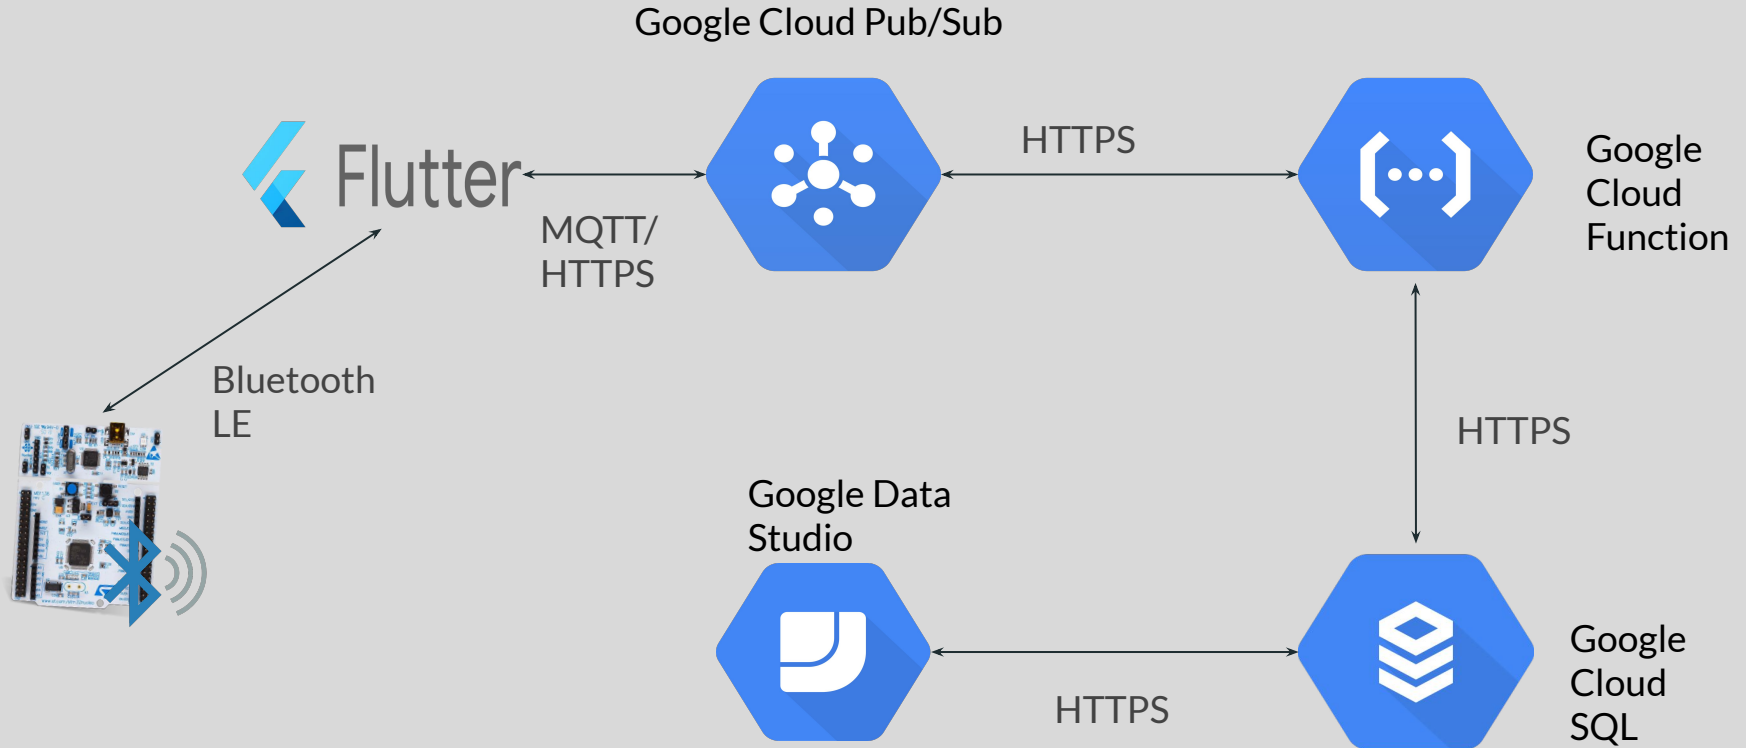 Google Cloud Pub/Sub
Flutter
MQTT/
HTTPS
HTTPS
Google
Cloud
Function
Bluetooth
LE
HTTPS
Google Data
Studio
HTTPS
Google
Cloud
SQL